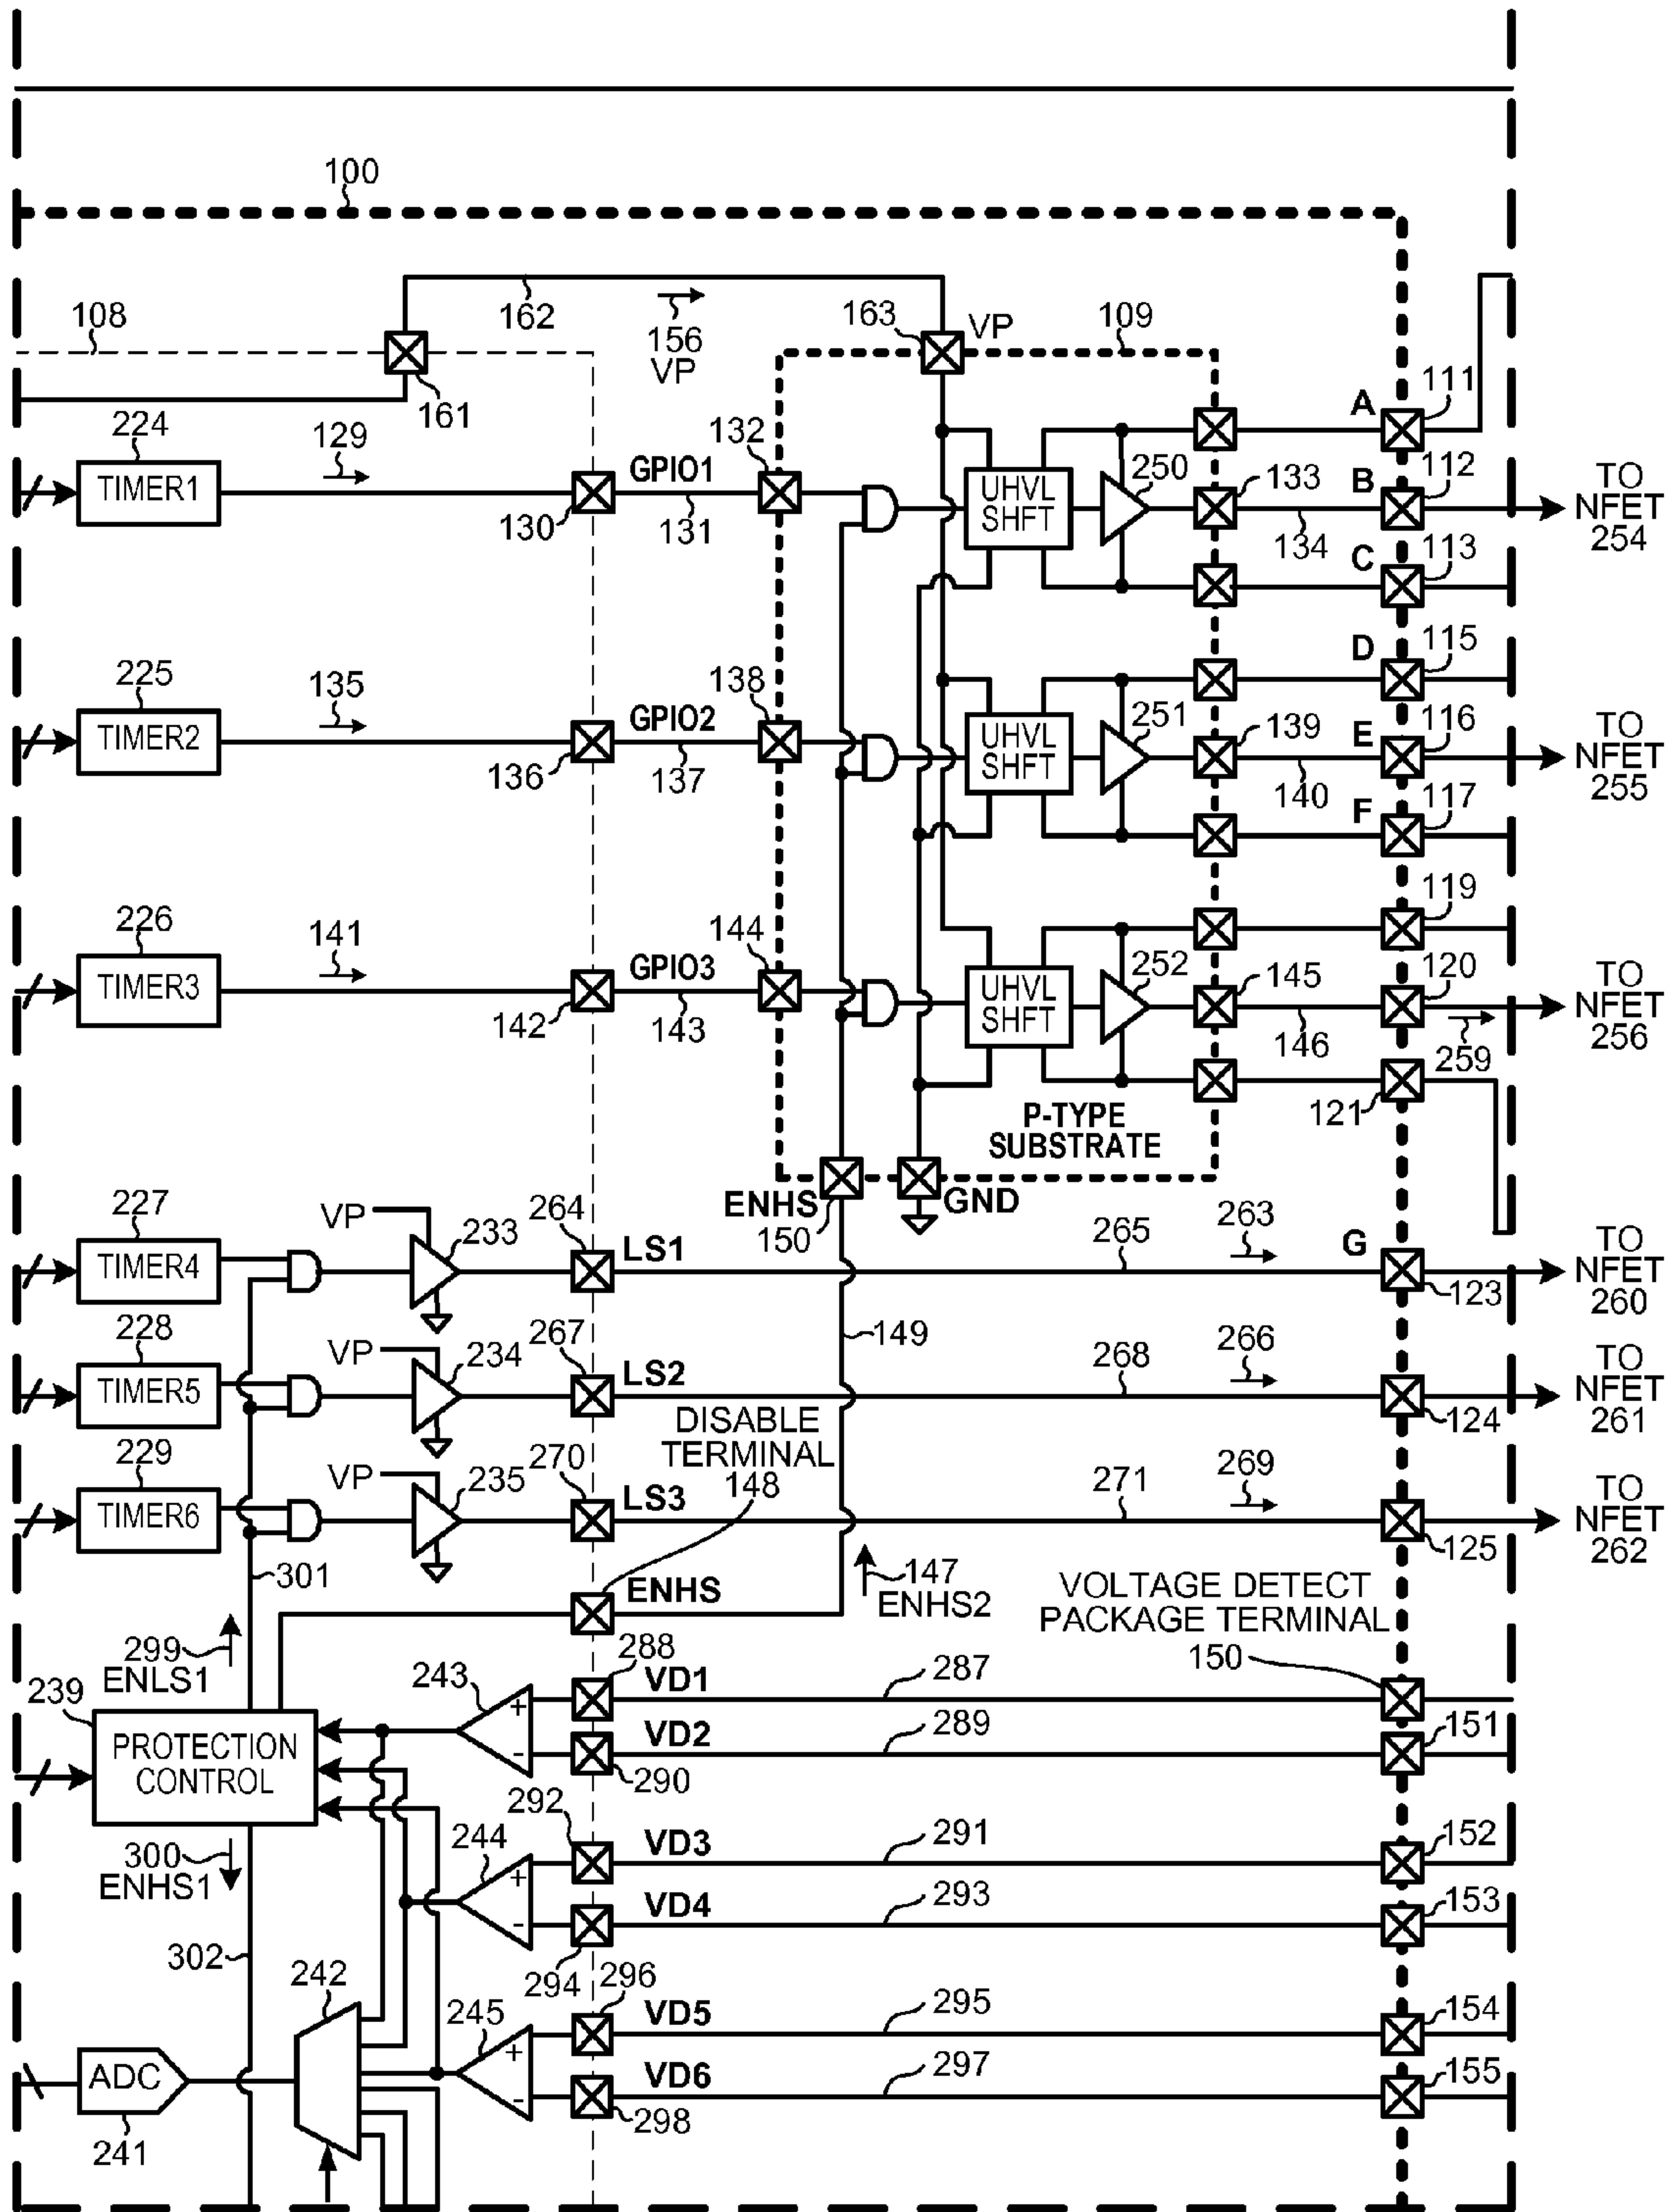 100
108
161
162
156
VP
163
VP
109
224
TIMER1
129
130
GPIO1
131
132
UHVL
SHFT
250
133
134
A
111
B
112
C
113
TO
NFET
254
225
TIMER2
135
136
GPIO2
137
138
UHVL
SHFT
251
139
140
D
115
E
116
F
117
TO
NFET
255
226
TIMER3
141
142
GPIO3
143
144
UHVL
SHFT
252
145
146
119
120
259
121
TO
NFET
256
P-TYPE
SUBSTRATE
ENHS
150
GND
227
TIMER4
VP
233
264
LS1
265
263
G
123
TO
NFET
260
228
TIMER5
VP
234
267
LS2
149
268
266
124
TO
NFET
261
DISABLE
TERMINAL
148
229
TIMER6
VP
235
270
LS3
271
269
125
TO
NFET
262
301
ENHS
147
ENHS2
VOLTAGE DETECT
PACKAGE TERMINAL
150
299
ENLS1
239
PROTECTION
CONTROL
243
+
-
288
VD1
287
VD2
289
290
151
300
ENHS1
292
244
+
-
VD3
291
152
VD4
293
294
153
302
242
245
+
-
296
VD5
295
154
VD6
297
298
155
ADC
241